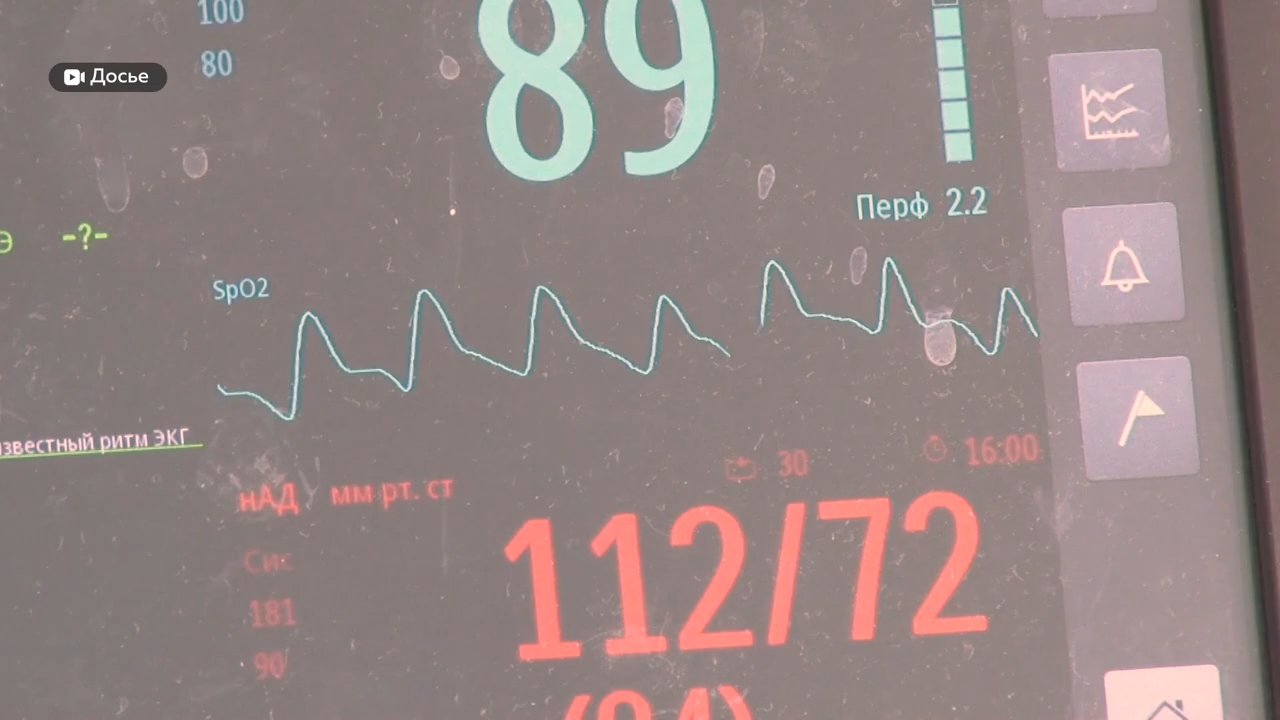 100
80
89
Досье
Перф 2.2
Э -?-
SpO2
известный ритм ЭКГ
30 16:00
нАД мм рт. ст
112/72
Сис
181
90